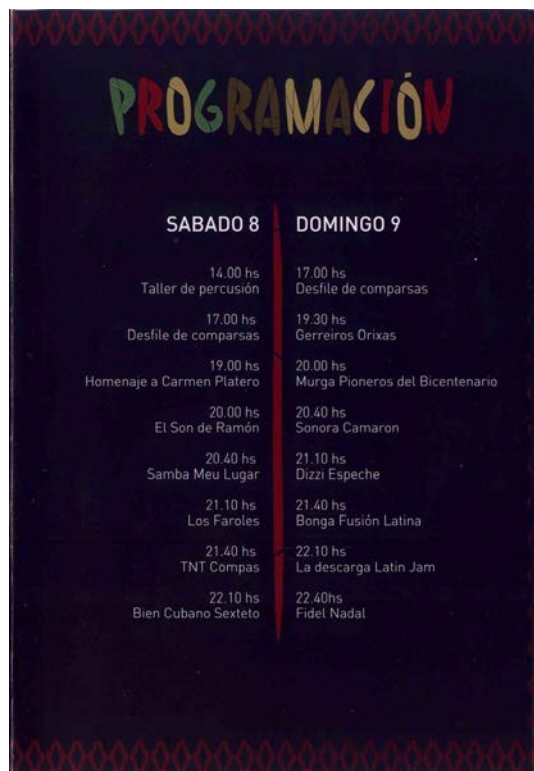 PROGRAMACIÓN
SABADO 8
14.00 hs
Taller de percusión
17.00 hs
Desfile de comparsas
19.00 hs
Homenaje a Carmen Platero
20.00 hs
El Son de Ramón
20.40 hs
Samba Meu Lugar
21.10 hs
Los Faroles
21.40 hs
TNT Compas
22.10 hs
Bien Cubano Sexteto
DOMINGO 9
17.00 hs
Desfile de comparsas
19.30 hs
Gerreiros Orixas
20.00 hs
Murga Pioneros del Bicentenario
20.40 hs
Sonora Camaron
21.10 hs
Dizzi Espeche
21.40 hs
Bonga Fusión Latina
22.10 hs
La descarga Latin Jam
22.40hs
Fidel Nadal